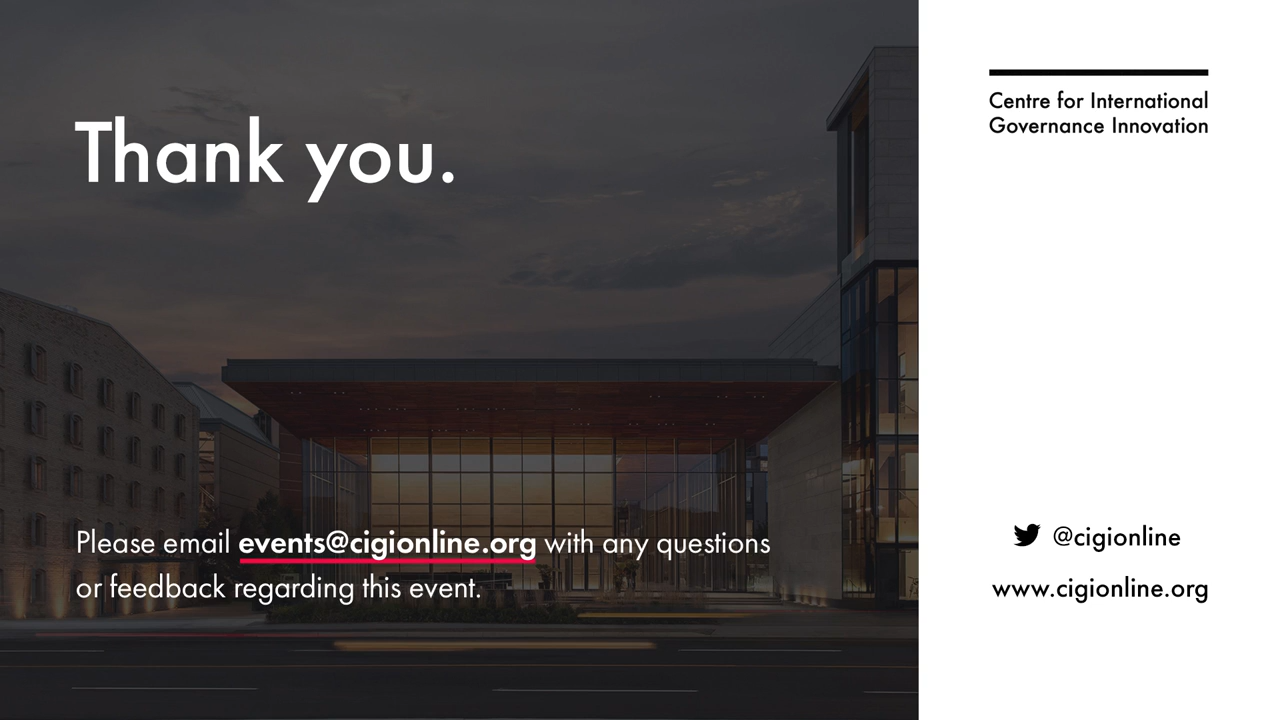 Thank you.
Please email events@cigionline.org with any questions
or feedback regarding this event.
Centre for International
Governance Innovation
@cigionline
www.cigionline.org